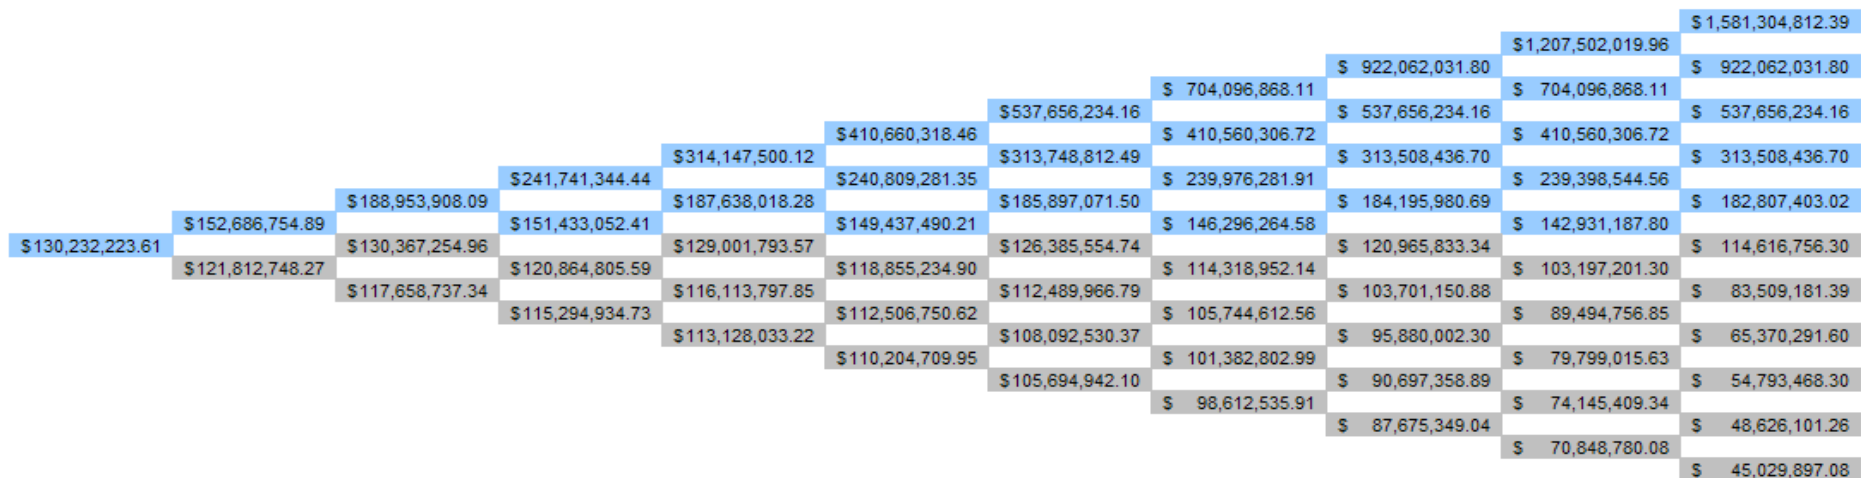 $ 1,581,304,812.39
$1,207,502,019.96
$ 922,062,031.80 $ 922,062,031.80
$ 704,096,868.11 $ 704,096,868.11
$537,656,234.16 $ 537,656,234.16 $ 537,656,234.16
$410,660,318.46 $ 410,560,306.72 $ 410,560,306.72
$314,147,500.12 $313,748,812.49 $ 313,508,436.70 $ 313,508,436.70
$241,741,344.44 $240,809,281.35 $ 239,976,281.91 $ 239,398,544.56
$188,953,908.09 $187,638,018.28 $185,897,071.50 $ 184,195,980.69 $ 182,807,403.02
$152,686,754.89 $151,433,052.41 $149,437,490.21 $ 146,296,264.58 $ 142,931,187.80
$130,232,223.61 $130,367,254.96 $129,001,793.57 $126,385,554.74 $ 120,965,833.34 $ 114,616,756.30
$121,812,748.27 $120,864,805.59 $118,855,234.90 $ 114,318,952.14 $ 103,197,201.30
$117,658,737.34 $116,113,797.85 $112,489,966.79 $ 103,701,150.88 $ 83,509,181.39
$115,294,934.73 $112,506,750.62 $ 105,744,612.56 $ 89,494,756.85
$113,128,033.22 $108,092,530.37 $ 95,880,002.30 $ 65,370,291.60
$110,204,709.95 $ 101,382,802.99 $ 79,799,015.63
$105,694,942.10 $ 90,697,358.89 $ 54,793,468.30
$ 98,612,535.91 $ 74,145,409.34
$ 87,675,349.04 $ 48,626,101.26
$ 70,848,780.08
$ 45,029,897.08